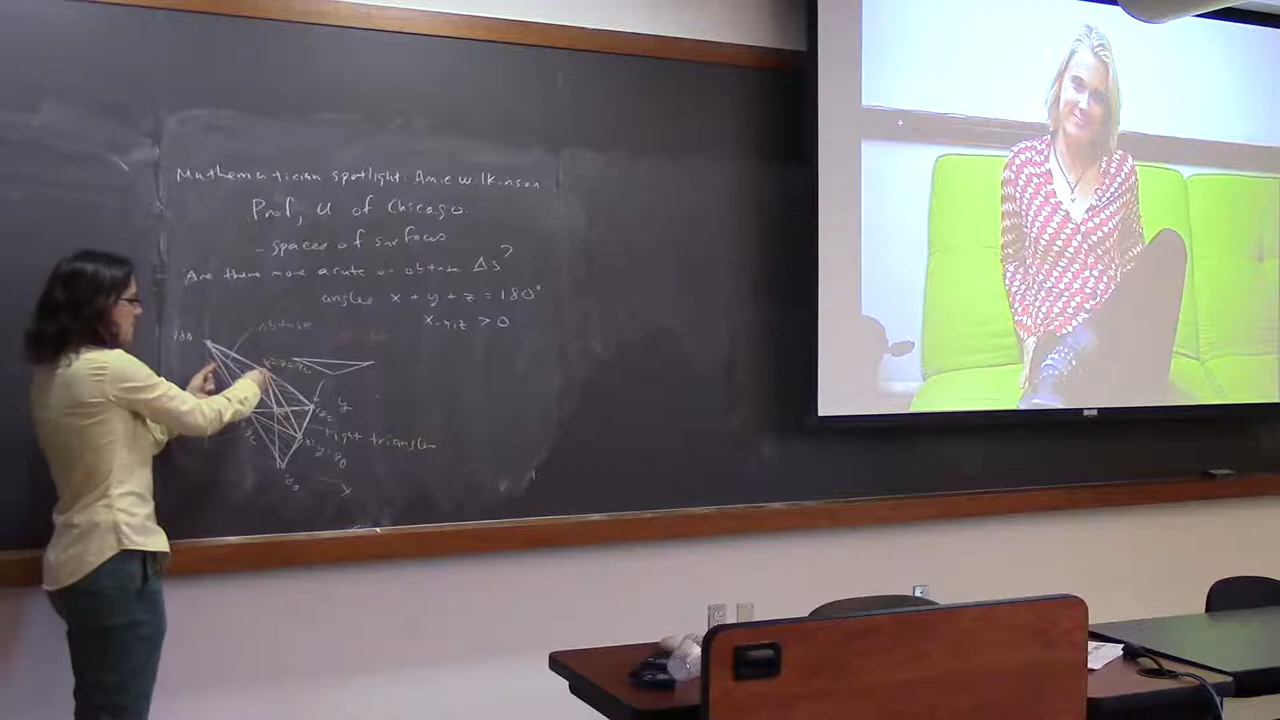 Mathematician spotlight: Amie Wilkinson
Prof, U of Chicago.
- spaces of surfaces
Are there more acute or obtuse Δs?
angles x + y + z = 180°
x, y, z > 0
180
obtuse
y
right triangles
x